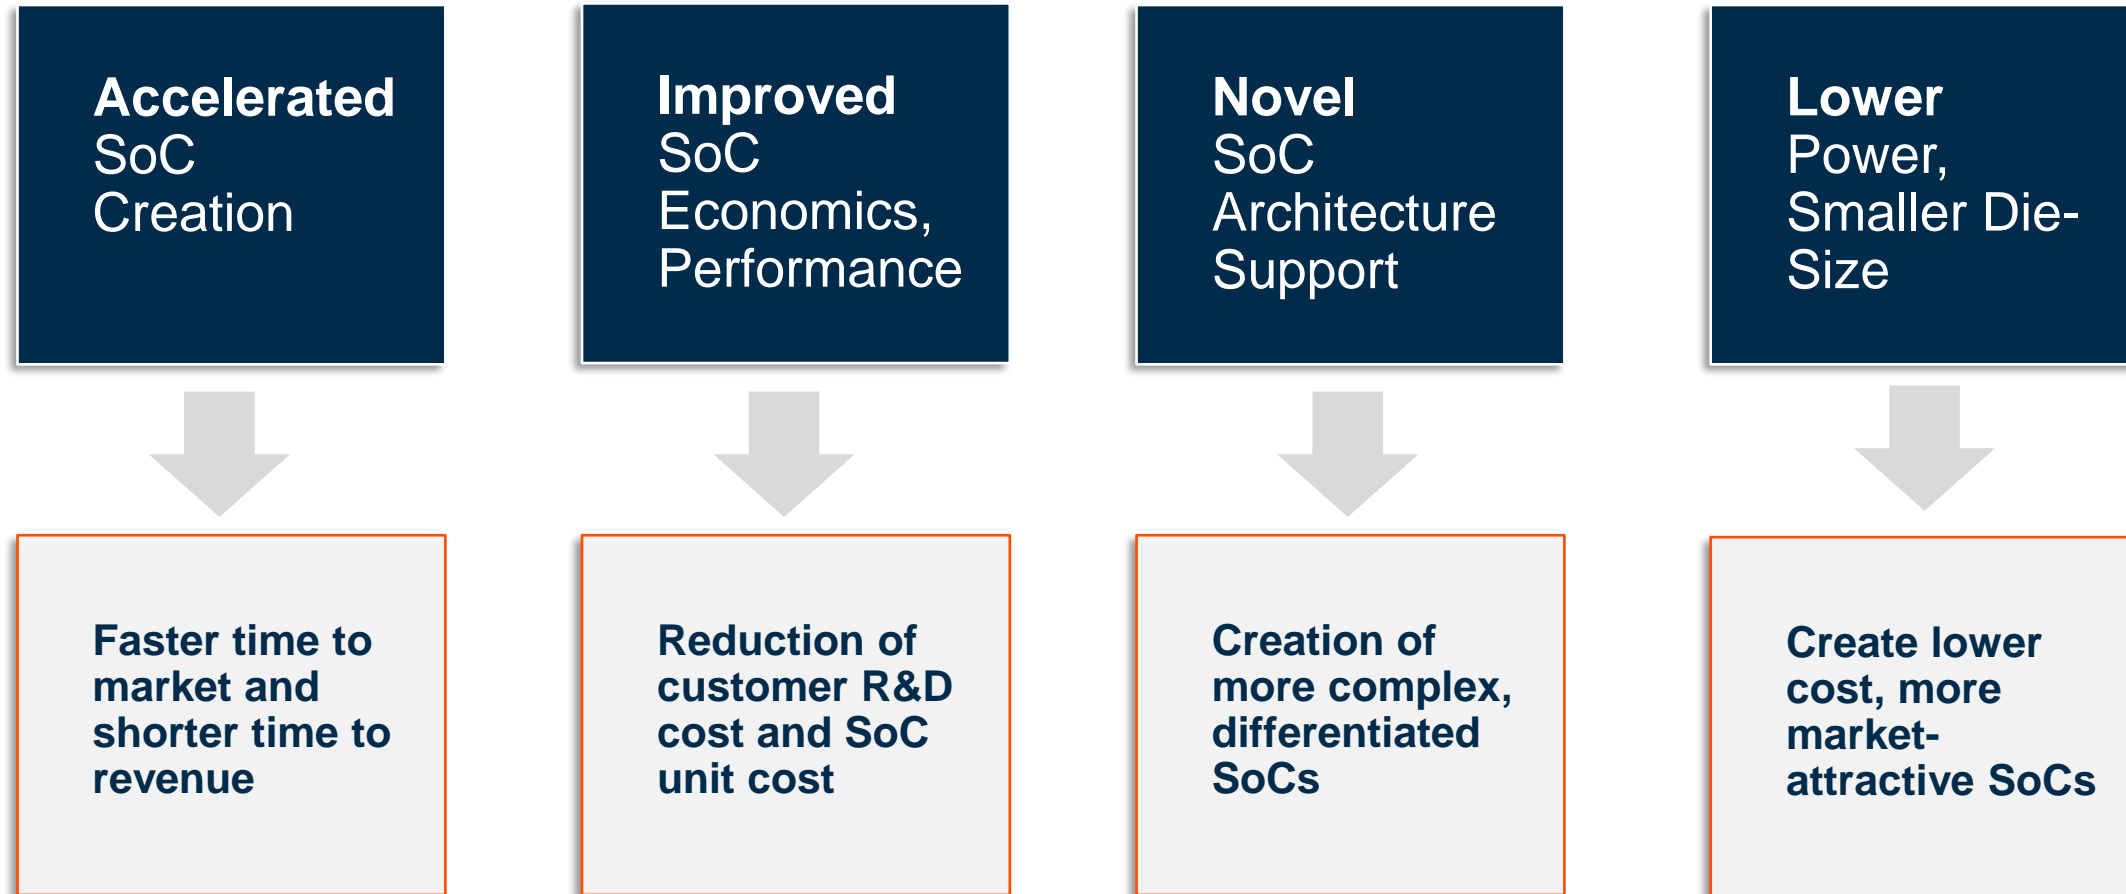 Accelerated
SoC
Creation
Improved
SoC
Economics,
Performance
Novel
SoC
Architecture
Support
Lower
Power,
Smaller Die-
Size
Faster time to
market and
shorter time to
revenue
Reduction of
customer R&D
cost and SoC
unit cost
Creation of
more complex,
differentiated
SoCs
Create lower
cost, more
market-
attractive SoCs